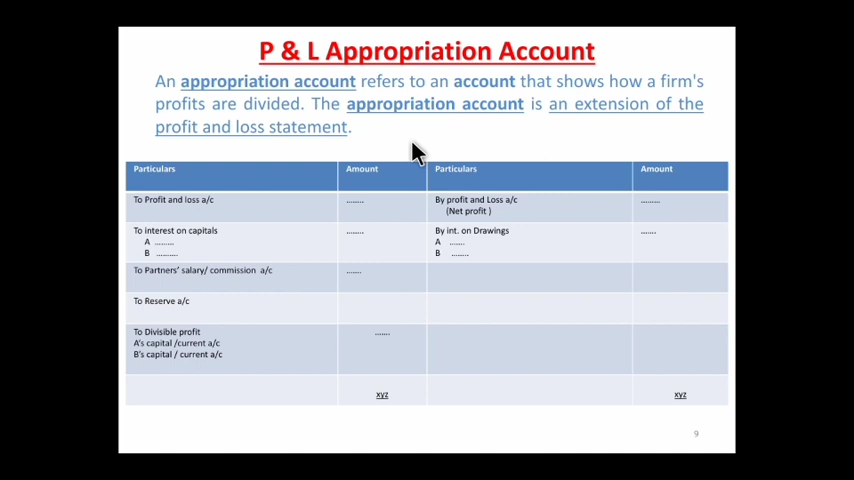 P & L Appropriation Account
An appropriation account refers to an account that shows how a firm's
profits are divided. The appropriation account is an extension of the
profit and loss statement.
Particulars Amount Particulars Amount
To Profit and loss a/c ........ By profit and Loss a/c .........
(Net profit )
To interest on capitals ........ By int. on Drawings .......
A ......... A .......
B .......... B ........
To Partners' salary/ commission a/c .......
To Reserve a/c
To Divisible profit .......
A's capital /current a/c
B's capital / current a/c
xyz xyz
9